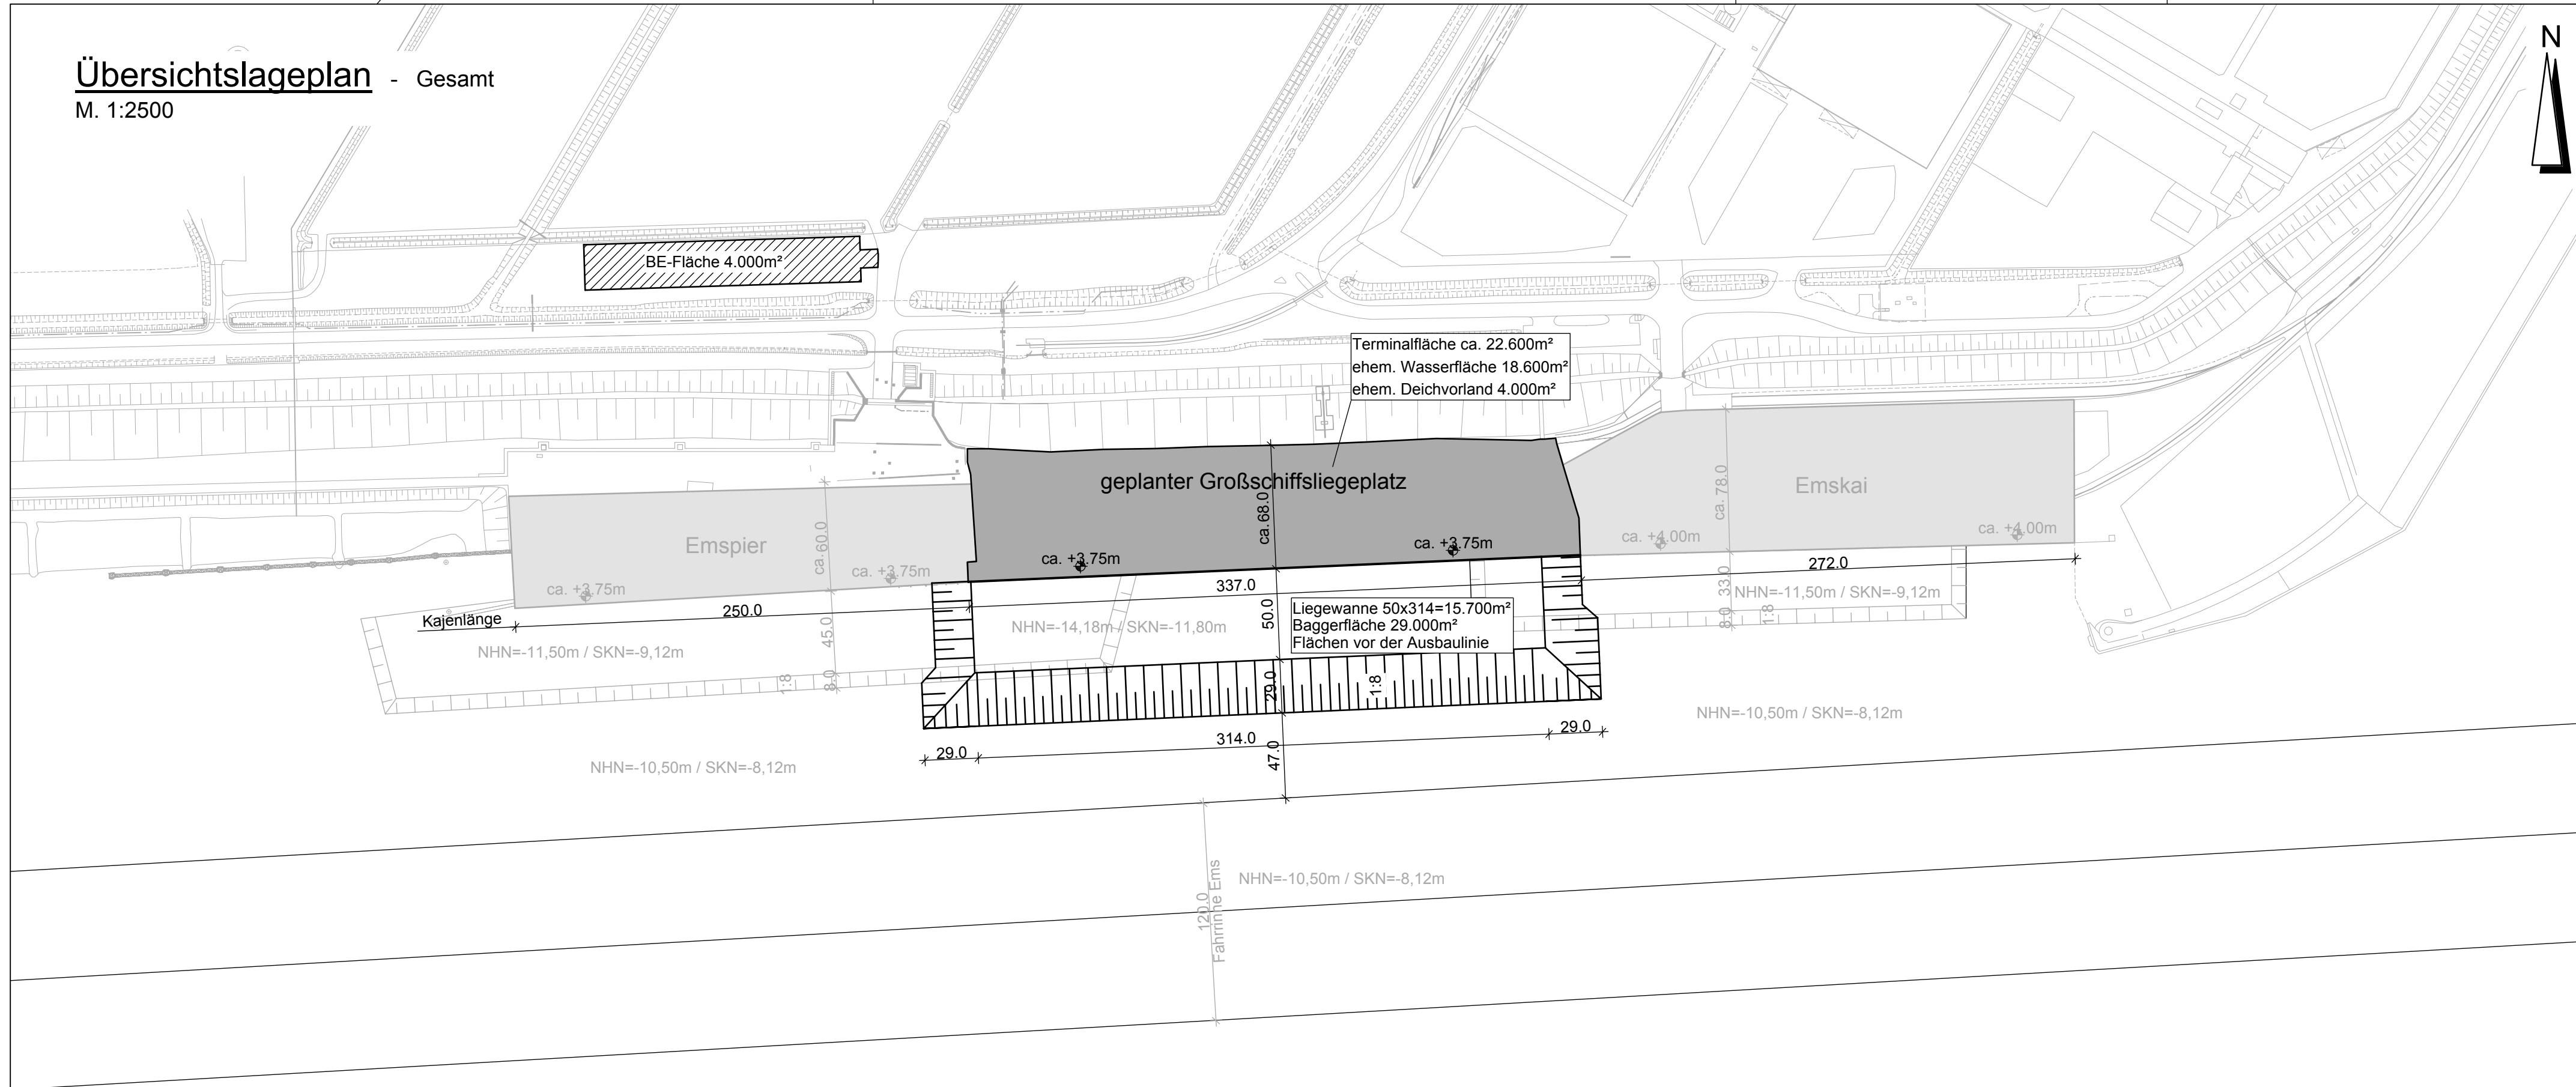 Übersichtslageplan - Gesamt
M. 1:2500
N
BE-Fläche 4.000m²
Terminalfläche ca. 22.600m²
ehem. Wasserfläche 18.600m²
ehem. Deichvorland 4.000m²
geplanter Großschiffsliegeplatz
Emspier
Emskai
ca. 60.0
ca. 68.0
ca. 78.0
ca. +3.75m
ca. +3.75m
ca. +3.75m
ca. +3.75m
ca. +4.00m
ca. +4.00m
Kajenlänge
250.0
337.0
272.0
45.0
8.0
1:8
50.0
29.0
1:8
47.0
33.0
8.0
1:8
NHN=-11,50m / SKN=-9,12m
NHN=-14,18m / SKN=-11,80m
NHN=-11,50m / SKN=-9,12m
Liegewanne 50x314=15.700m²
Baggerfläche 29.000m²
Flächen vor der Ausbaulinie
29.0
314.0
29.0
NHN=-10,50m / SKN=-8,12m
NHN=-10,50m / SKN=-8,12m
NHN=-10,50m / SKN=-8,12m
120.0
Fahrrinne Ems